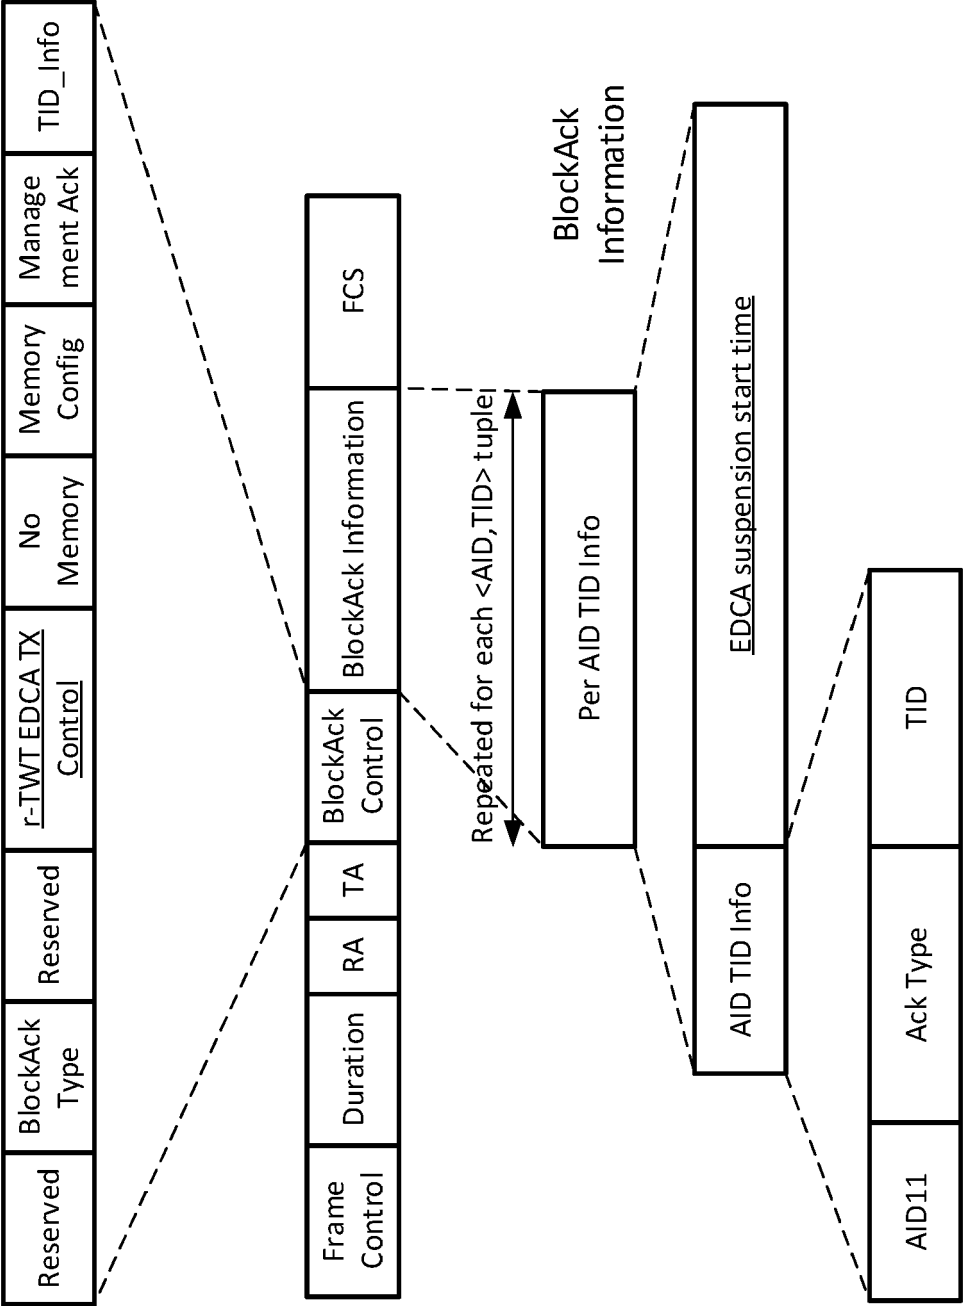 Reserved
BlockAck
Type
Reserved
r-TWT EDCA TX
Control
No
Memory
Memory
Config
Manage
ment Ack
TID_Info
Frame
Control
Duration
RA
TA
BlockAck
Control
BlockAck Information
FCS
Repeated for each <AID,TID> tuple
Per AID TID Info
BlockAck
Information
AID TID Info
EDCA suspension start time
AID11
Ack Type
TID